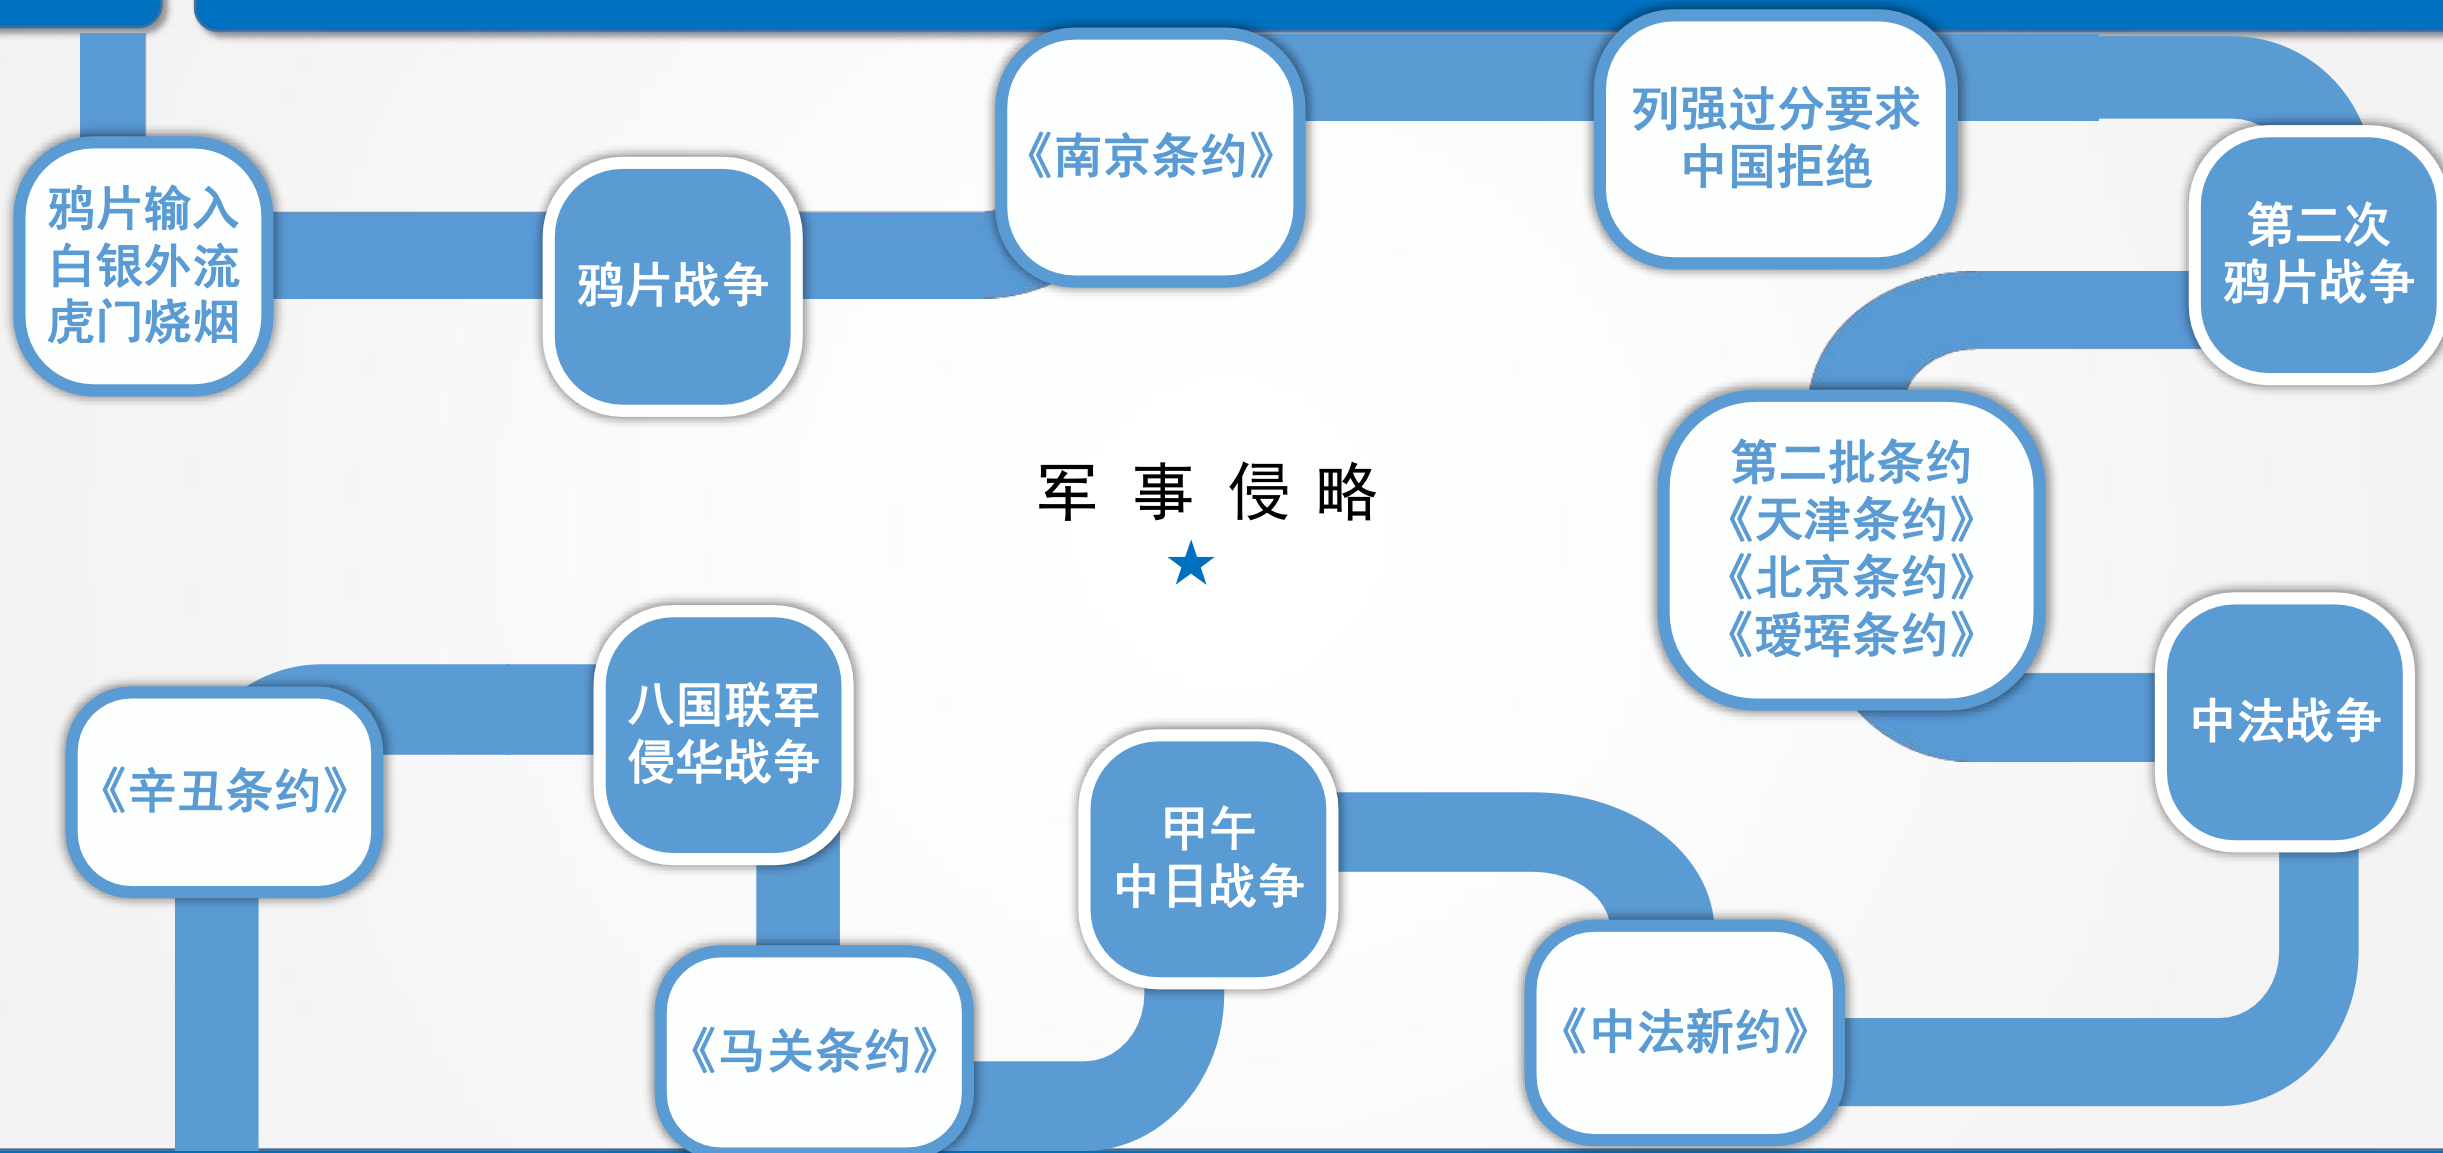 鸦片输入
白银外流
虎门烧烟
鸦片战争
《南京条约》
列强过分要求
中国拒绝
第二次
鸦片战争
第二批条约
《天津条约》
《北京条约》
《瑷珲条约》
军事侵略
中法战争
《中法新约》
甲午
中日战争
《马关条约》
八国联军
侵华战争
《辛丑条约》